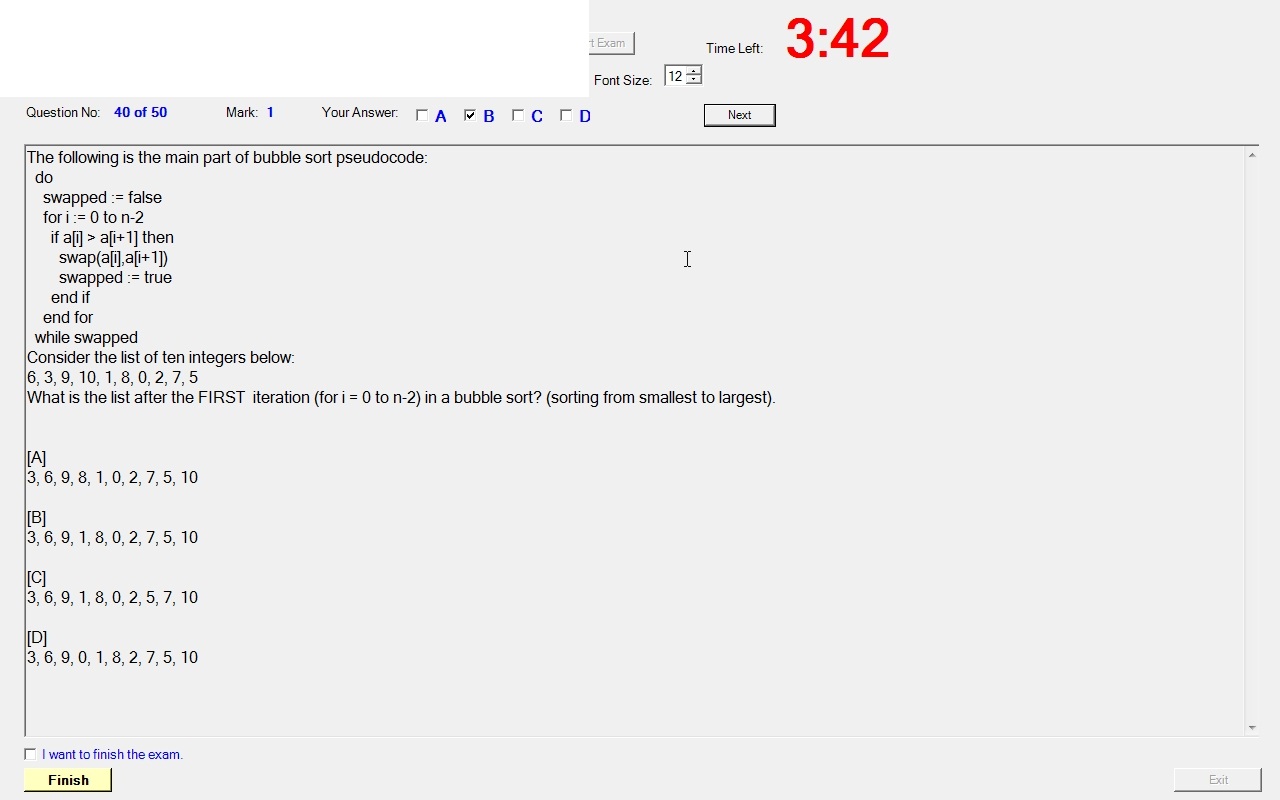 t Exam
Time Left: 3:42
Font Size: 12
Question No: 40 of 50 Mark: 1 Your Answer: A B C D Next
The following is the main part of bubble sort pseudocode:
do
swapped := false
for i := 0 to n-2
if a[i] > a[i+1] then
swap(a[i],a[i+1])
swapped := true
end if
end for
while swapped
Consider the list of ten integers below:
6, 3, 9, 10, 1, 8, 0, 2, 7, 5
What is the list after the FIRST iteration (for i = 0 to n-2) in a bubble sort? (sorting from smallest to largest).
[A]
3, 6, 9, 8, 1, 0, 2, 7, 5, 10
[B]
3, 6, 9, 1, 8, 0, 2, 7, 5, 10
[C]
3, 6, 9, 1, 8, 0, 2, 5, 7, 10
[D]
3, 6, 9, 0, 1, 8, 2, 7, 5, 10
I want to finish the exam.
Finish
Exit